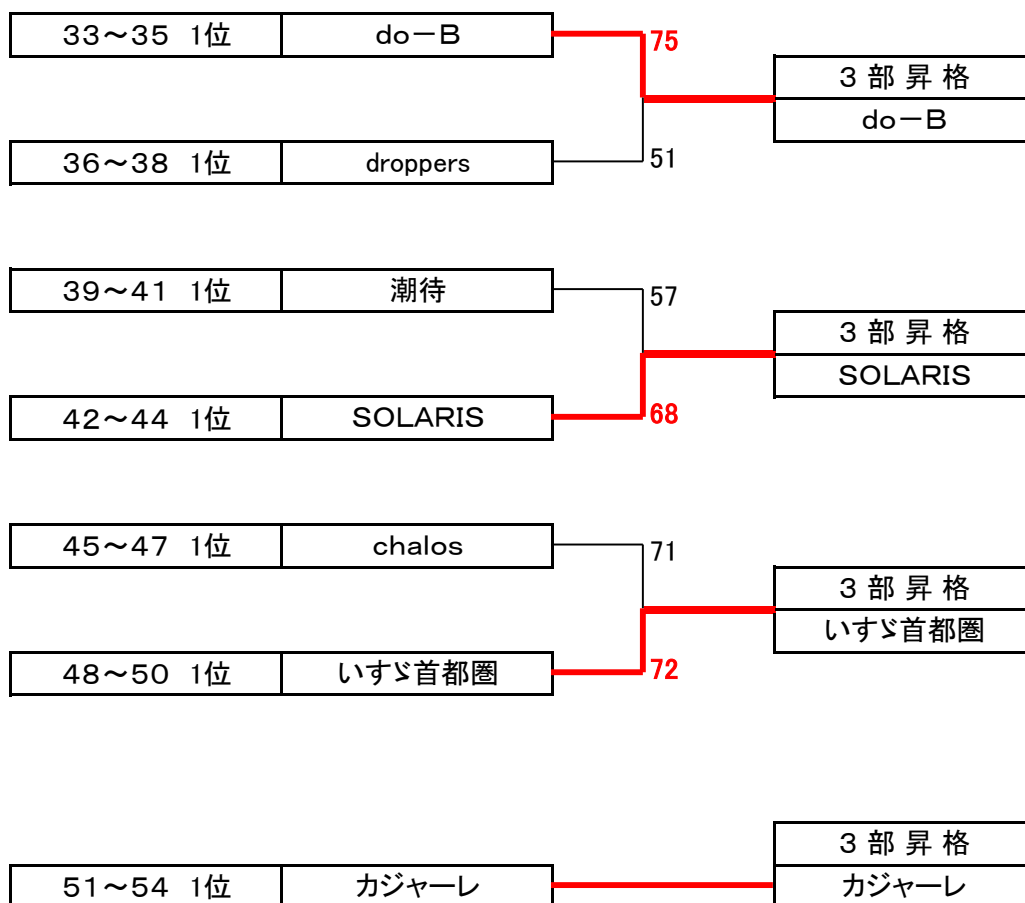 33～35 1位 do－B
75
3 部 昇 格
do－B
36～38 1位 droppers
51
39～41 1位 潮待
57
3 部 昇 格
SOLARIS
42～44 1位 SOLARIS
68
45～47 1位 chalos
71
3 部 昇 格
いすゞ首都圏
48～50 1位 いすゞ首都圏
72
3 部 昇 格
51～54 1位 カジャーレ
カジャーレ